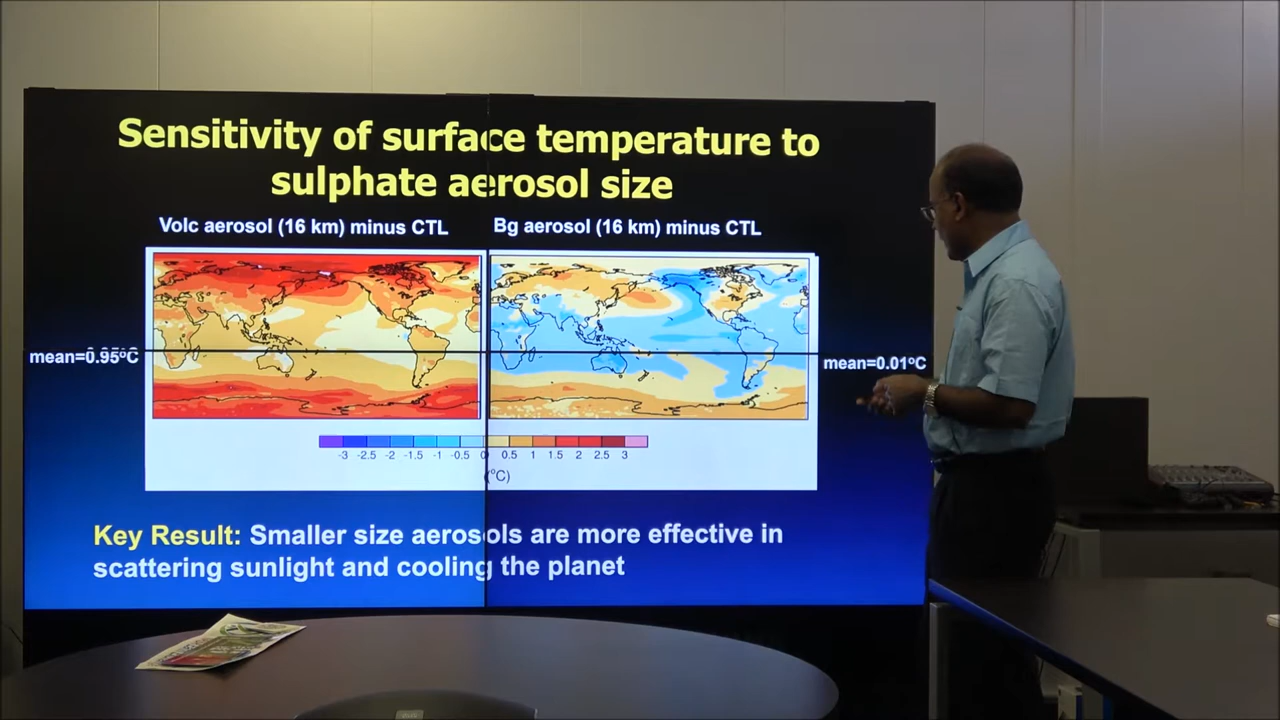 Sensitivity of surface temperature to
sulphate aerosol size
Volc aerosol (16 km) minus CTL
Bg aerosol (16 km) minus CTL
mean=0.95°C
mean=0.01°C
-3 -2.5 -2 -1.5 -1 -0.5 0 0.5 1 1.5 2 2.5 3
(°C)
Key Result: Smaller size aerosols are more effective in
scattering sunlight and cooling the planet